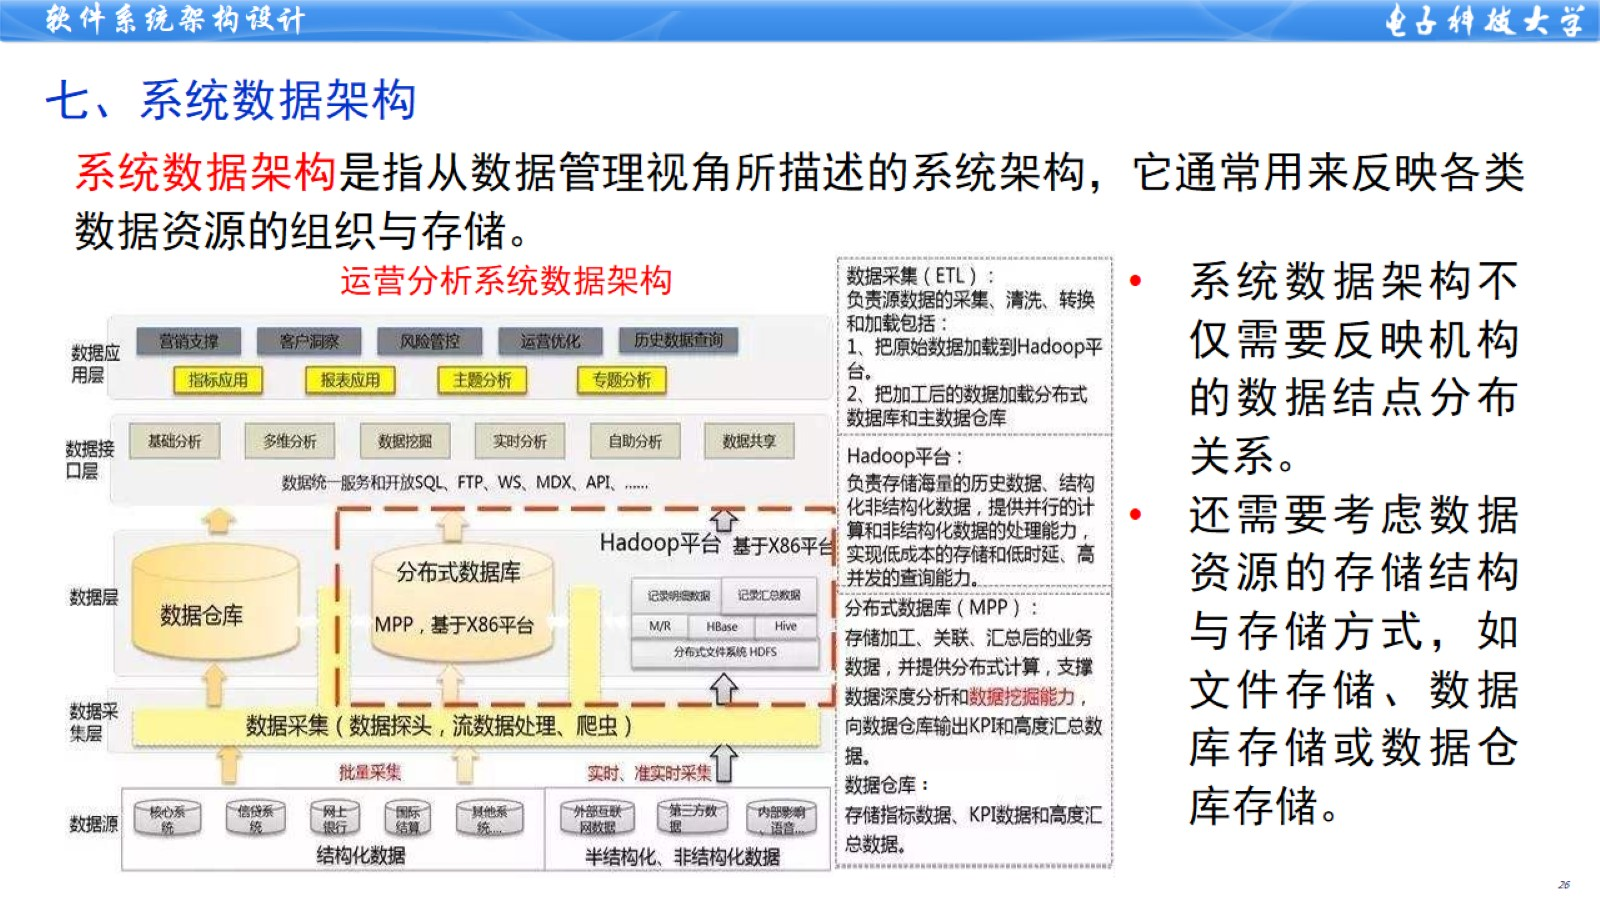 软件系统架构设计
电子科技大学
七、系统数据架构
系统数据架构是指从数据管理视角所描述的系统架构，它通常用来反映各类
数据资源的组织与存储。
运营分析系统数据架构
数据应
用层
营销支撑
客户洞察
风险管控
运营优化
历史数据查询
指标应用
报表应用
主题分析
专题分析
数据接
口层
基础分析
多维分析
数据挖掘
实时分析
自助分析
数据共享
数据统一服务和开放SQL、FTP、WS、MDX、API、......
数据层
数据仓库
分布式数据库
MPP，基于X86平台
Hadoop平台 基于X86平台
记录明细数据
记录汇总数据
M/R
HBase
Hive
分布式文件系统 HDFS
数据采
集层
数据采集（数据探头，流数据处理、爬虫）
批量采集
实时、准实时采集
数据源
核心系
统
信贷系
统
网上
银行
国际
结算
其他系
统...
外部互联
网数据
第三方数
据
内部影响
、语音...
结构化数据
半结构化、非结构化数据
数据采集（ETL）：
负责源数据的采集、清洗、转换
和加载包括：
1、把原始数据加载到Hadoop平
台。
2、把加工后的数据加载分布式
数据库和主数据仓库
Hadoop平台：
负责存储海量的历史数据、结构
化非结构化数据，提供并行的计
算和非结构化数据的处理能力，
实现低成本的存储和低时延、高
并发的查询能力。
分布式数据库（MPP）：
存储加工、关联、汇总后的业务
数据，并提供分布式计算，支撑
数据深度分析和数据挖掘能力，
向数据仓库输出KPI和高度汇总数
据。
数据仓库：
存储指标数据、KPI数据和高度汇
总数据。
• 系统数据架构不
仅需要反映机构
的数据结点分布
关系。
• 还需要考虑数据
资源的存储结构
与存储方式，如
文件存储、数据
库存储或数据仓
库存储。
26